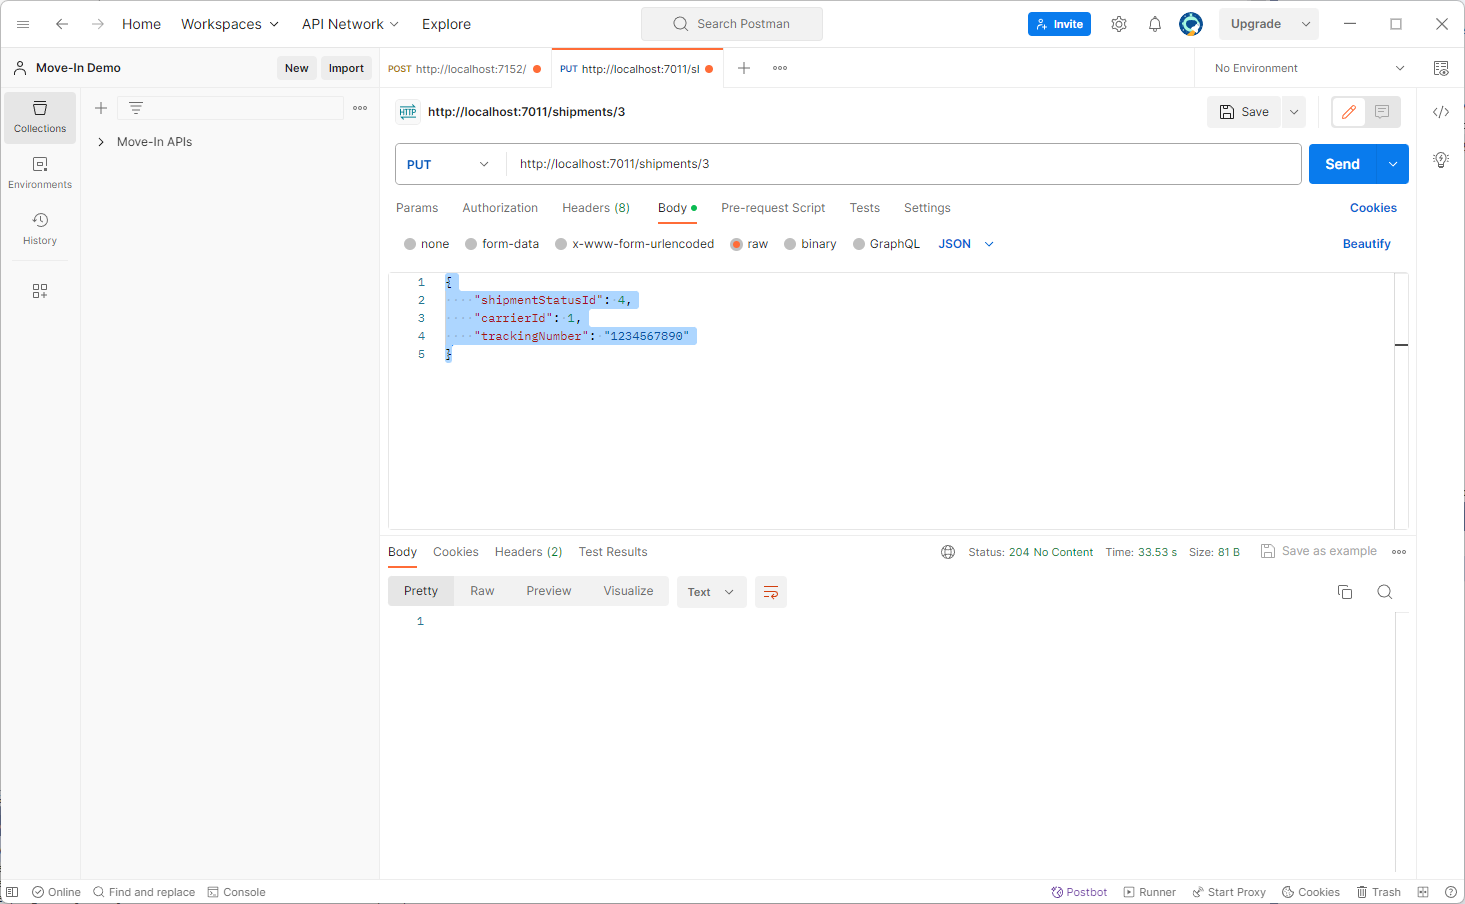 Home Workspaces API Network Explore Search Postman Invite Upgrade
Move-In Demo New Import POST http://localhost:7152/ PUT http://localhost:7011/sl No Environment
Collections
Environments
History
Move-In APIs
HTTP http://localhost:7011/shipments/3 Save
PUT http://localhost:7011/shipments/3 Send
Params Authorization Headers (8) Body Pre-request Script Tests Settings Cookies
none form-data x-www-form-urlencoded raw binary GraphQL JSON Beautify
1 {
2 "shipmentStatusId": 4,
3 "carrierId": 1,
4 "trackingNumber": "1234567890"
5 }
Body Cookies Headers (2) Test Results Status: 204 No Content Time: 33.53 s Size: 81 B Save as example
Pretty Raw Preview Visualize Text
1
Online Find and replace Console Postbot Runner Start Proxy Cookies Trash